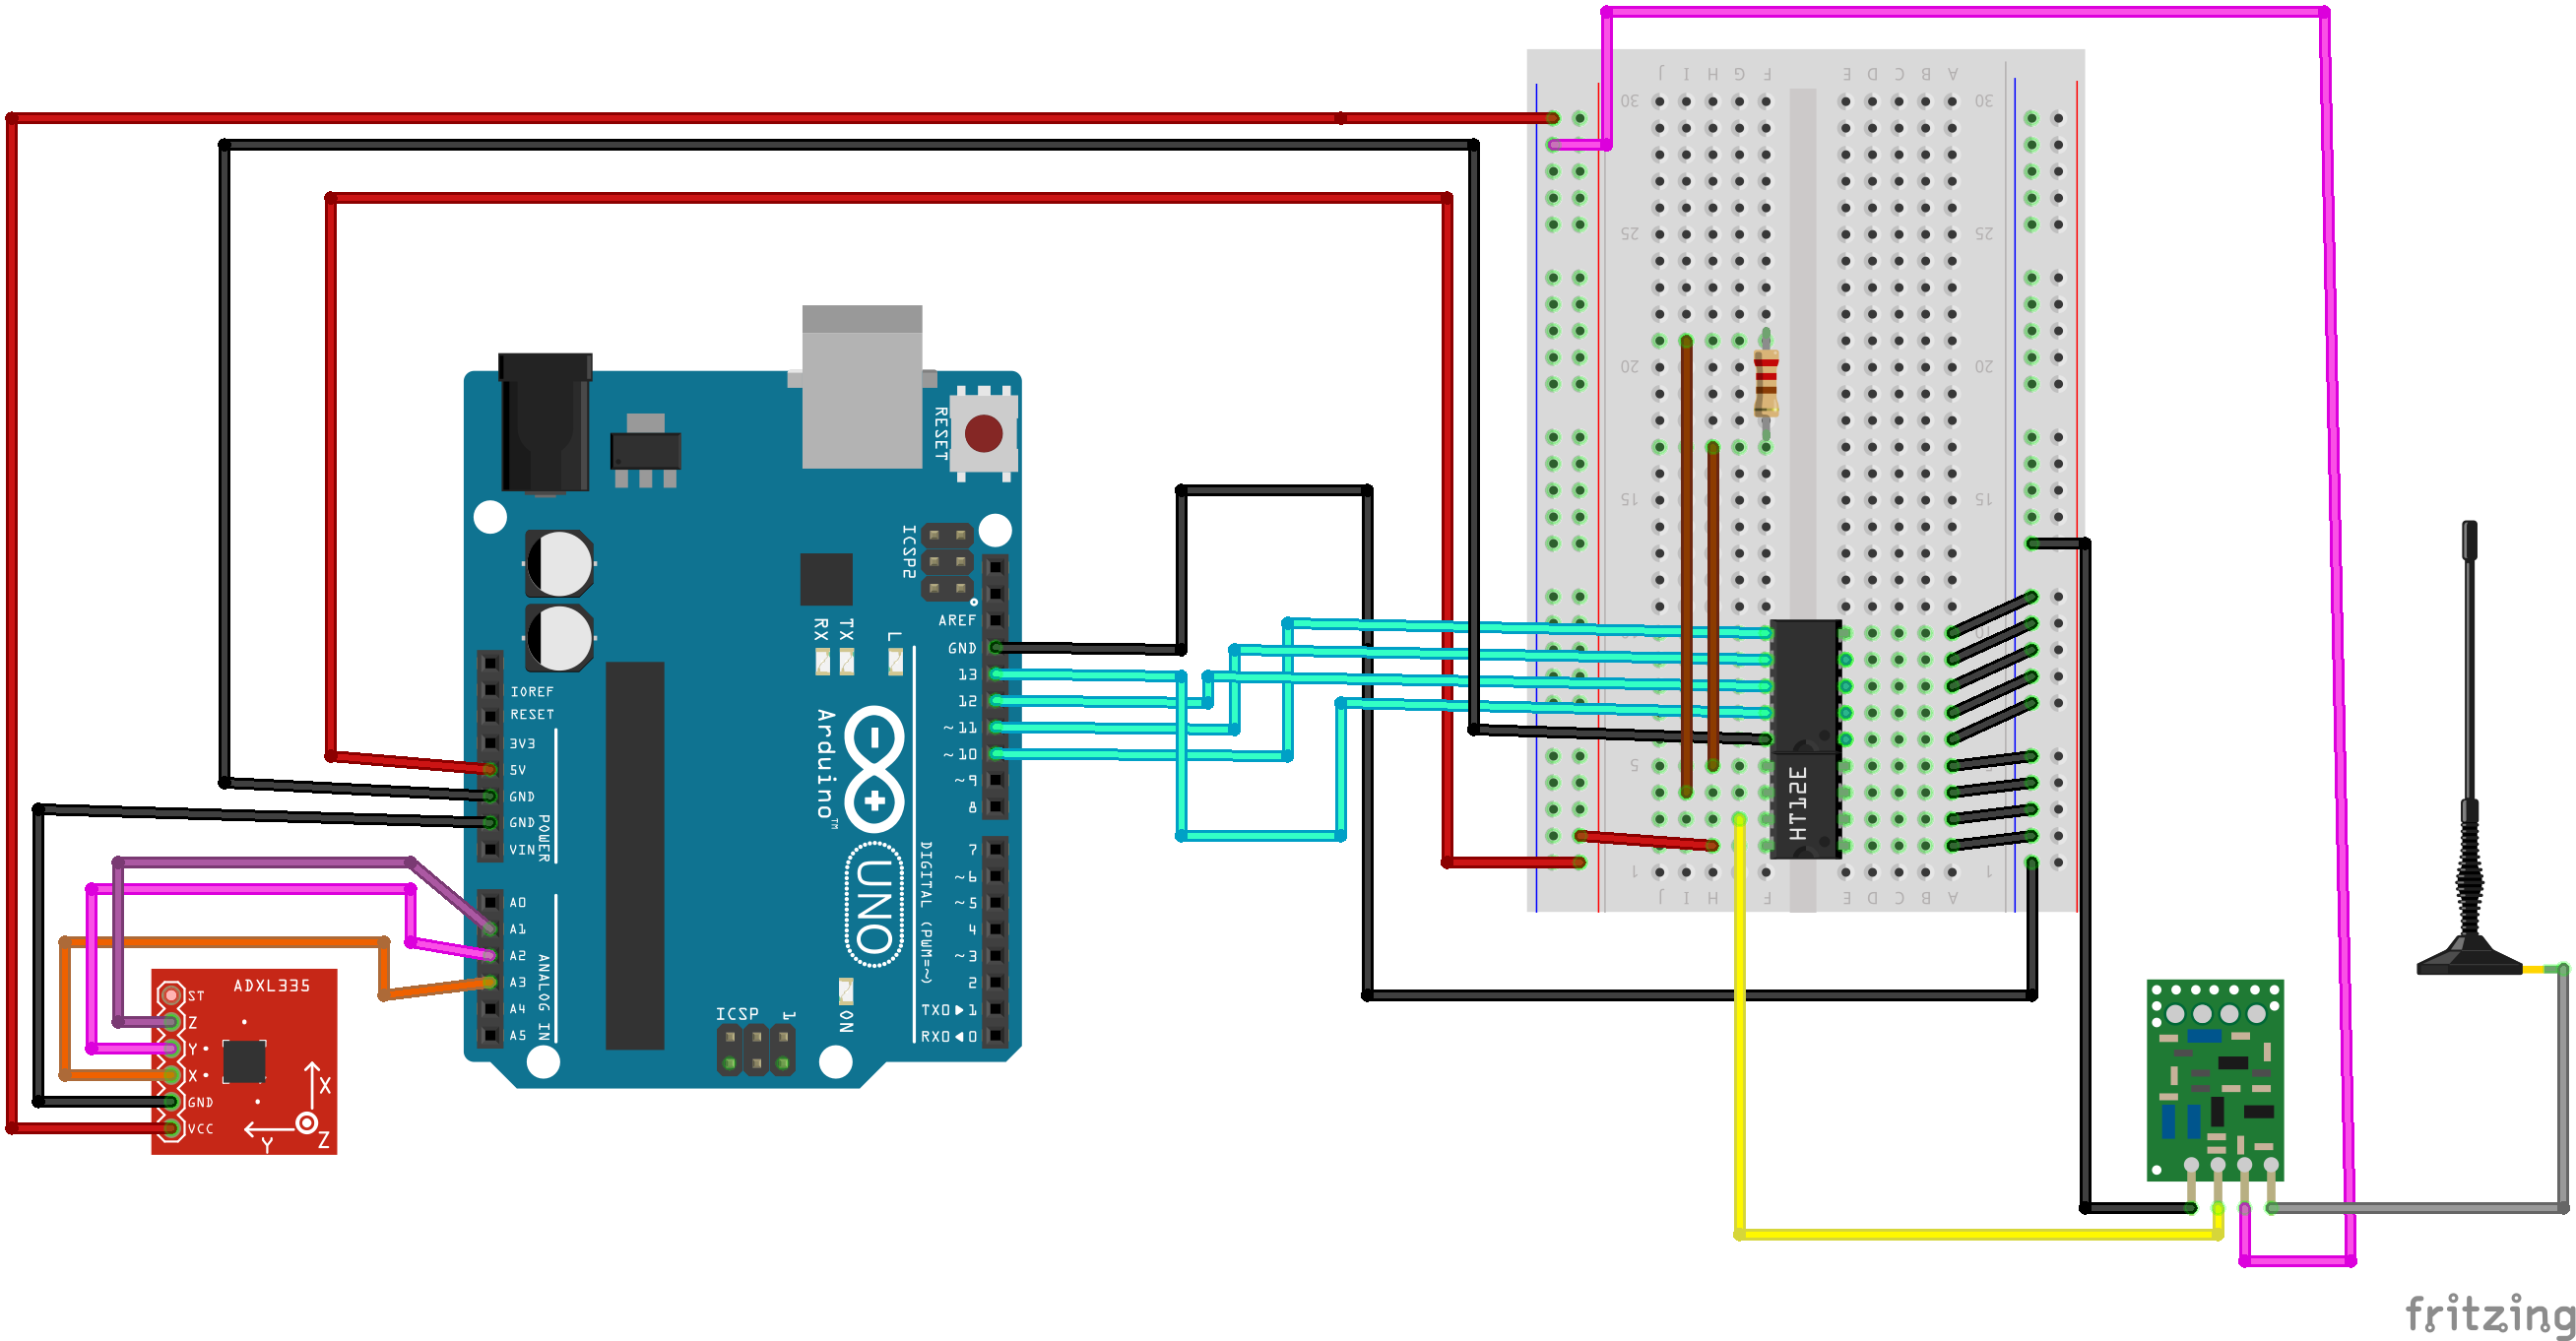 J I H G F E D C B A
30 30
25 25
20 20
15 15
10 10
5
1 1
J I H G F E D C B A
HT12E
RESET
ICSP2
AREF
GND
13
12
~11
~10
~9
8
7
~6
~5
4
~3
2
TX0▶1
RX0◀0
DIGITAL (PWM=~)
RX
TX
L
Arduino™
UNO
ON
ICSP
1
IOREF
RESET
3V3
5V
GND
GND
VIN
POWER
A0
A1
A2
A3
A4
A5
ANALOG IN
ADXL335
ST
Z
Y
X
GND
VCC
X
Y
Z
fritzing